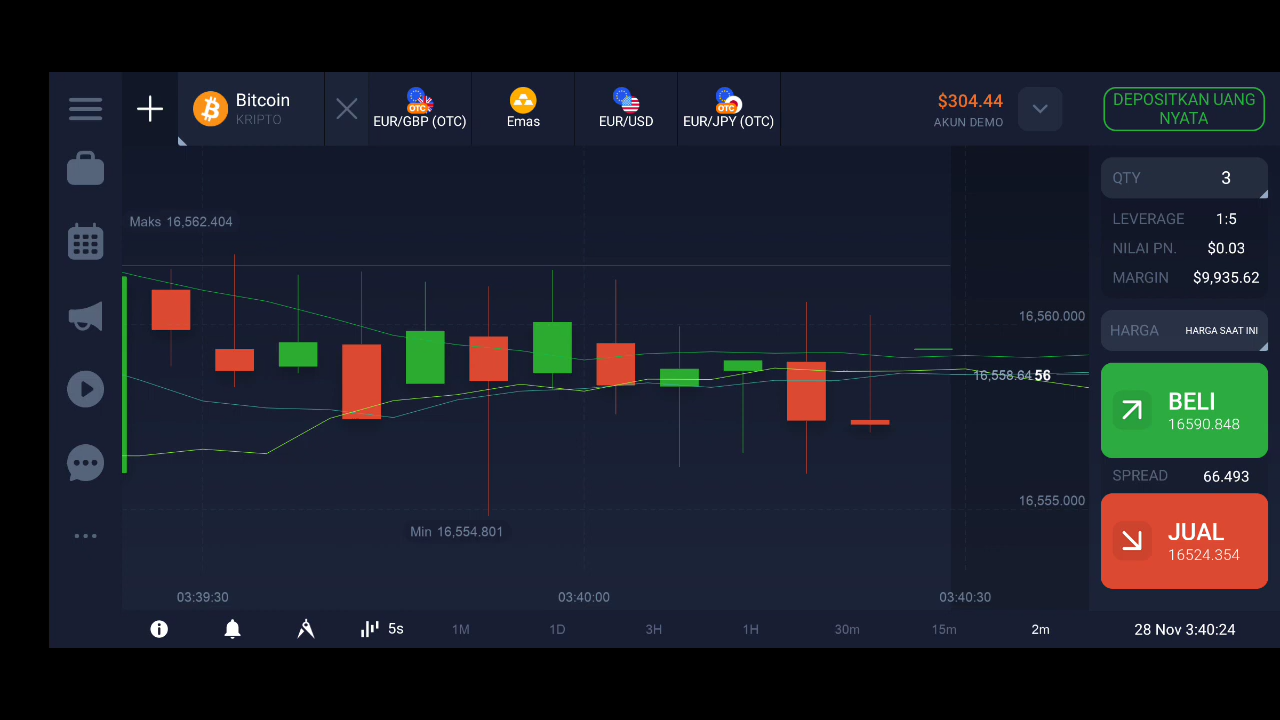 Bitcoin
KRIPTO
OTC
EUR/GBP (OTC)
Emas
EUR/USD
OTC
EUR/JPY (OTC)
$304.44
AKUN DEMO
DEPOSITKAN UANG
NYATA
Maks 16,562.404
Min 16,554.801
16,560.000
16,558.6456
16,555.000
03:39:30
03:40:00
03:40:30
QTY 3
LEVERAGE 1:5
NILAI PN. $0.03
MARGIN $9,935.62
HARGA HARGA SAAT INI
BELI
16590.848
SPREAD 66.493
JUAL
16524.354
5s 1M 1D 3H 1H 30m 15m 2m 28 Nov 3:40:24